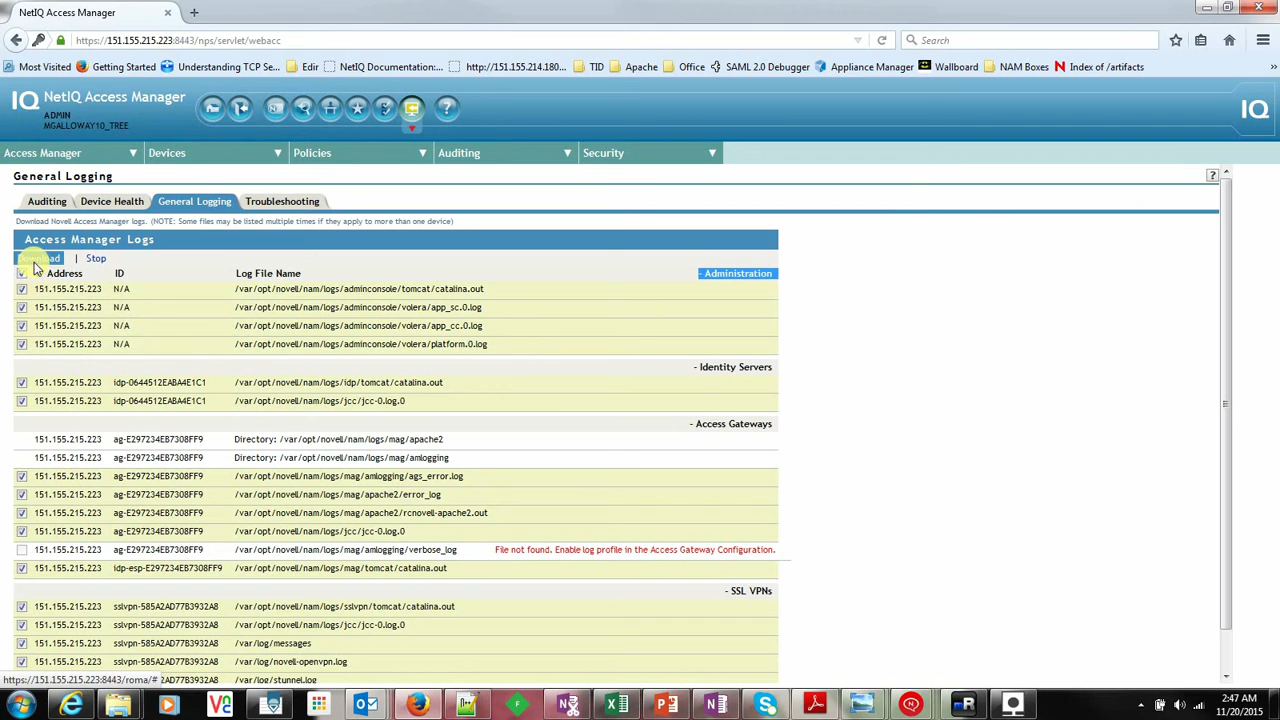 NetIQ Access Manager
https://151.155.215.223:8443/nps/servlet/webacc
Search
Most Visited
Getting Started
Understanding TCP Se...
Edir
NetIQ Documentation:...
http://151.155.214.180...
TID
Apache
Office
SAML 2.0 Debugger
Appliance Manager
Wallboard
NAM Boxes
Index of /artifacts
IQ NetIQ Access Manager
ADMIN
MGALLOWAY10_TREE
IQ
Access Manager
Devices
Policies
Auditing
Security
General Logging
Auditing
Device Health
General Logging
Troubleshooting
Download Novell Access Manager logs. (NOTE: Some files may be listed multiple times if they apply to more than one device)
Access Manager Logs
Download | Stop
Address ID Log File Name - Administration
151.155.215.223 N/A /var/opt/novell/nam/logs/adminconsole/tomcat/catalina.out
151.155.215.223 N/A /var/opt/novell/nam/logs/adminconsole/volera/app_sc.0.log
151.155.215.223 N/A /var/opt/novell/nam/logs/adminconsole/volera/app_cc.0.log
151.155.215.223 N/A /var/opt/novell/nam/logs/adminconsole/volera/platform.0.log
- Identity Servers
151.155.215.223 idp-0644512EABA4E1C1 /var/opt/novell/nam/logs/idp/tomcat/catalina.out
151.155.215.223 idp-0644512EABA4E1C1 /var/opt/novell/nam/logs/jcc/jcc-0.log.0
- Access Gateways
151.155.215.223 ag-E297234EB7308FF9 Directory: /var/opt/novell/nam/logs/mag/apache2
151.155.215.223 ag-E297234EB7308FF9 Directory: /var/opt/novell/nam/logs/mag/amlogging
151.155.215.223 ag-E297234EB7308FF9 /var/opt/novell/nam/logs/mag/amlogging/ags_error.log
151.155.215.223 ag-E297234EB7308FF9 /var/opt/novell/nam/logs/mag/apache2/error_log
151.155.215.223 ag-E297234EB7308FF9 /var/opt/novell/nam/logs/mag/apache2/rcnovell-apache2.out
151.155.215.223 ag-E297234EB7308FF9 /var/opt/novell/nam/logs/jcc/jcc-0.log.0
151.155.215.223 ag-E297234EB7308FF9 /var/opt/novell/nam/logs/mag/amlogging/verbose_log File not found. Enable log profile in the Access Gateway Configuration.
151.155.215.223 idp-esp-E297234EB7308FF9 /var/opt/novell/nam/logs/mag/tomcat/catalina.out
- SSL VPNs
151.155.215.223 sslvpn-585A2AD77B3932A8 /var/opt/novell/nam/logs/sslvpn/tomcat/catalina.out
151.155.215.223 sslvpn-585A2AD77B3932A8 /var/opt/novell/nam/logs/jcc/jcc-0.log.0
151.155.215.223 sslvpn-585A2AD77B3932A8 /var/log/messages
151.155.215.223 sslvpn-585A2AD77B3932A8 /var/log/novell-openvpn.log
sslvpn-585A2AD77B3932A8 /var/log/stunnel.log
https://151.155.215.223:8443/roma/#
2:47 AM
11/20/2015